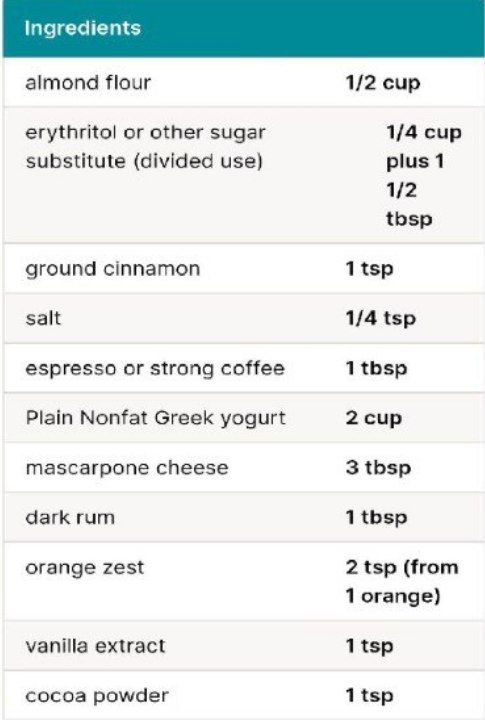 Ingredients
almond flour 1/2 cup
erythritol or other sugar 1/4 cup
substitute (divided use) plus 1
1/2
tbsp
ground cinnamon 1 tsp
salt 1/4 tsp
espresso or strong coffee 1 tbsp
Plain Nonfat Greek yogurt 2 cup
mascarpone cheese 3 tbsp
dark rum 1 tbsp
orange zest 2 tsp (from
1 orange)
vanilla extract 1 tsp
cocoa powder 1 tsp